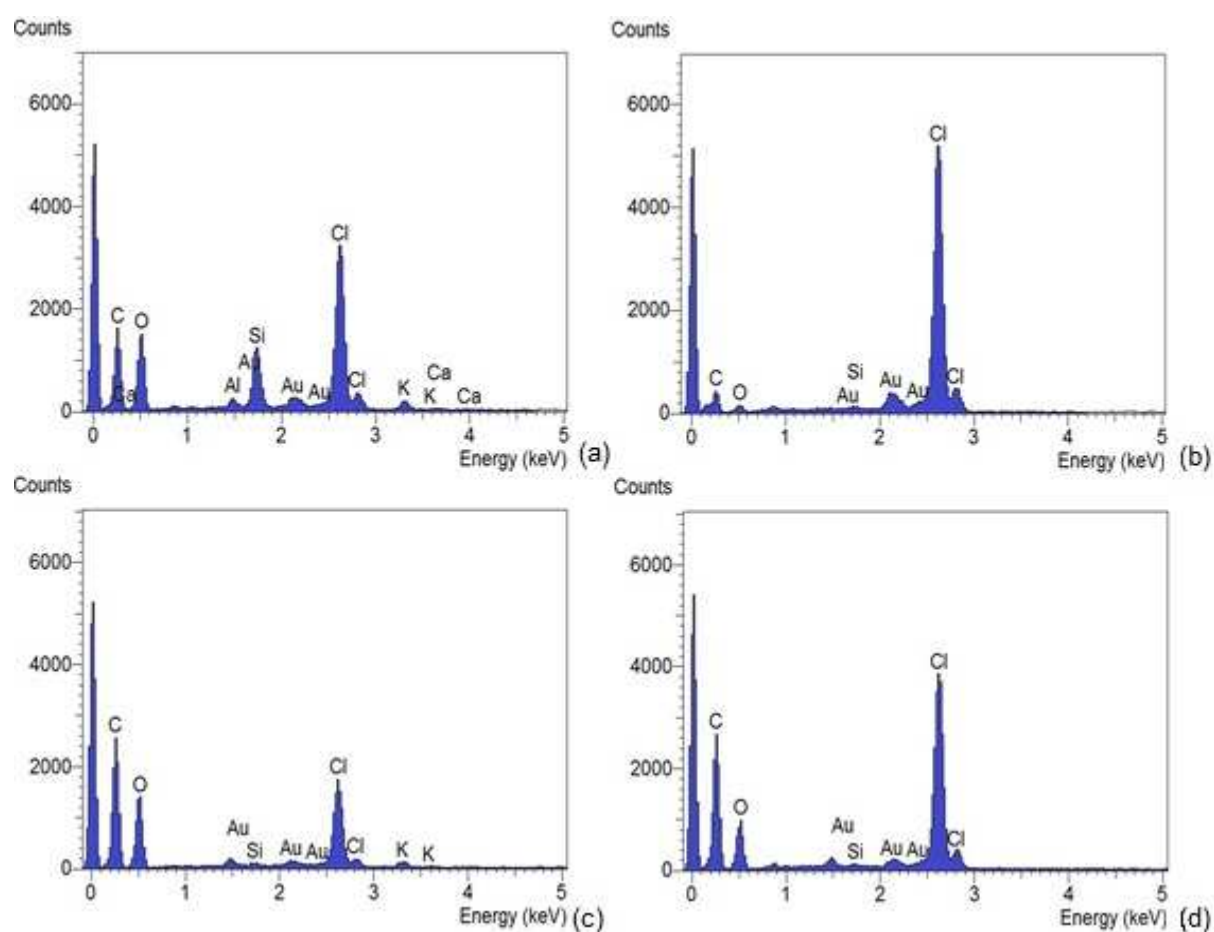 Counts
6000
4000
2000
0
C
Ca
O
Al
Au
Si
Au
Au
Cl
Cl
K
K
Ca
Ca
0 1 2 3 4 5
Energy (keV) (a)
Counts
6000
4000
2000
0
C
O
Si
Au
Au
Au
Cl
Cl
0 1 2 3 4 5
Energy (keV) (b)
Counts
6000
4000
2000
0
C
O
Au
Si
Au
Au
Cl
Cl
K
K
0 1 2 3 4 5
Energy (keV) (c)
Counts
6000
4000
2000
0
C
O
Au
Si
Au
Au
Cl
Cl
0 1 2 3 4 5
Energy (keV) (d)